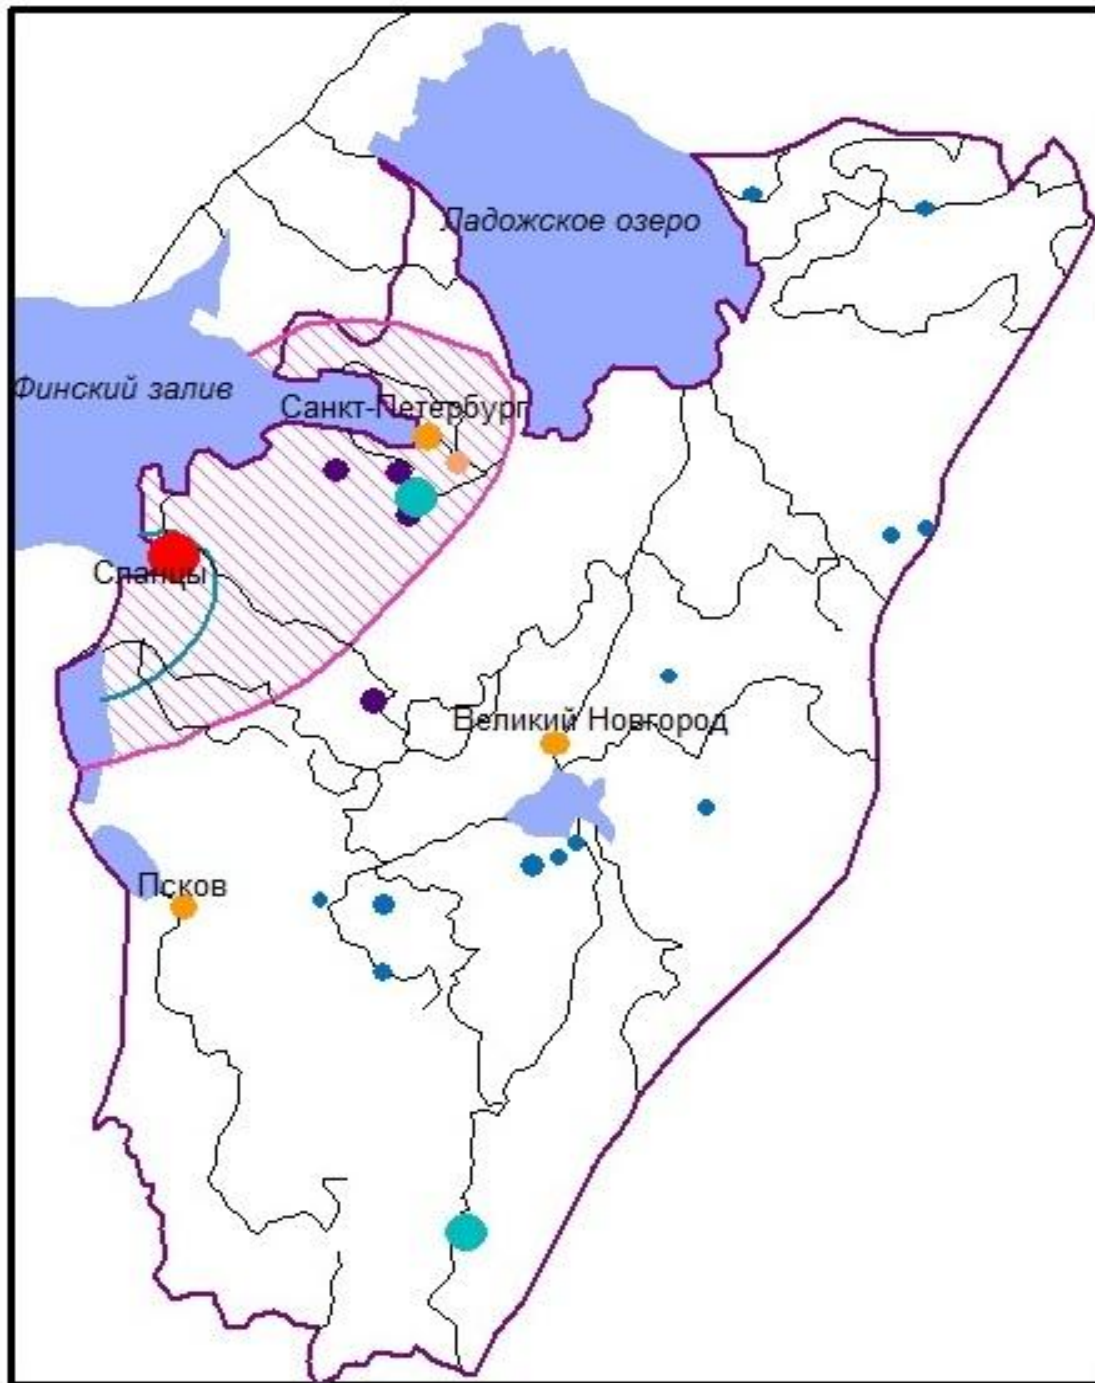 Ладожское озеро
Финский залив
Санкт-Петербург
Сланцы
Великий Новгород
Псков